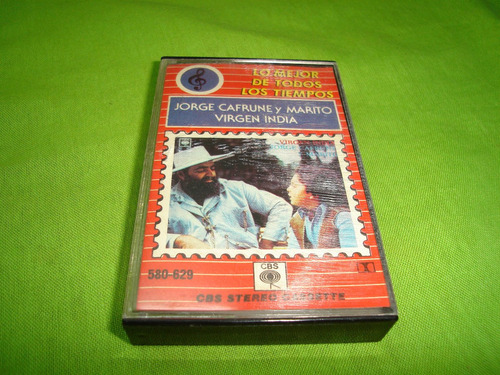 LO MEJOR
DE TODOS
LOS TIEMPOS
JORGE CAFRUNE y MARITO
VIRGEN INDIA
580-629
CBS
CBS STEREO CASSETTE